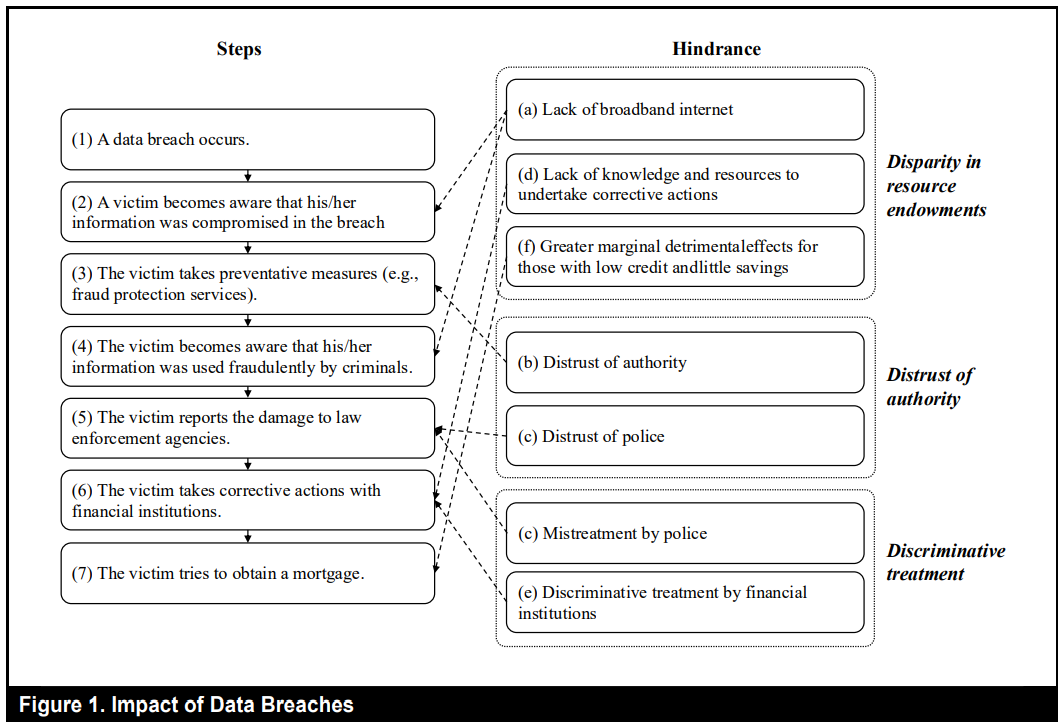 Steps
(1) A data breach occurs.
(2) A victim becomes aware that his/her
information was compromised in the breach
(3) The victim takes preventative measures (e.g.,
fraud protection services).
(4) The victim becomes aware that his/her
information was used fraudulently by criminals.
(5) The victim reports the damage to law
enforcement agencies.
(6) The victim takes corrective actions with
financial institutions.
(7) The victim tries to obtain a mortgage.
Hindrance
(a) Lack of broadband internet
(d) Lack of knowledge and resources to
undertake corrective actions
(f) Greater marginal detrimentaleffects for
those with low credit andlittle savings
Disparity in
resource
endowments
(b) Distrust of authority
(c) Distrust of police
Distrust of
authority
(c) Mistreatment by police
(e) Discriminative treatment by financial
institutions
Discriminative
treatment
Figure 1. Impact of Data Breaches